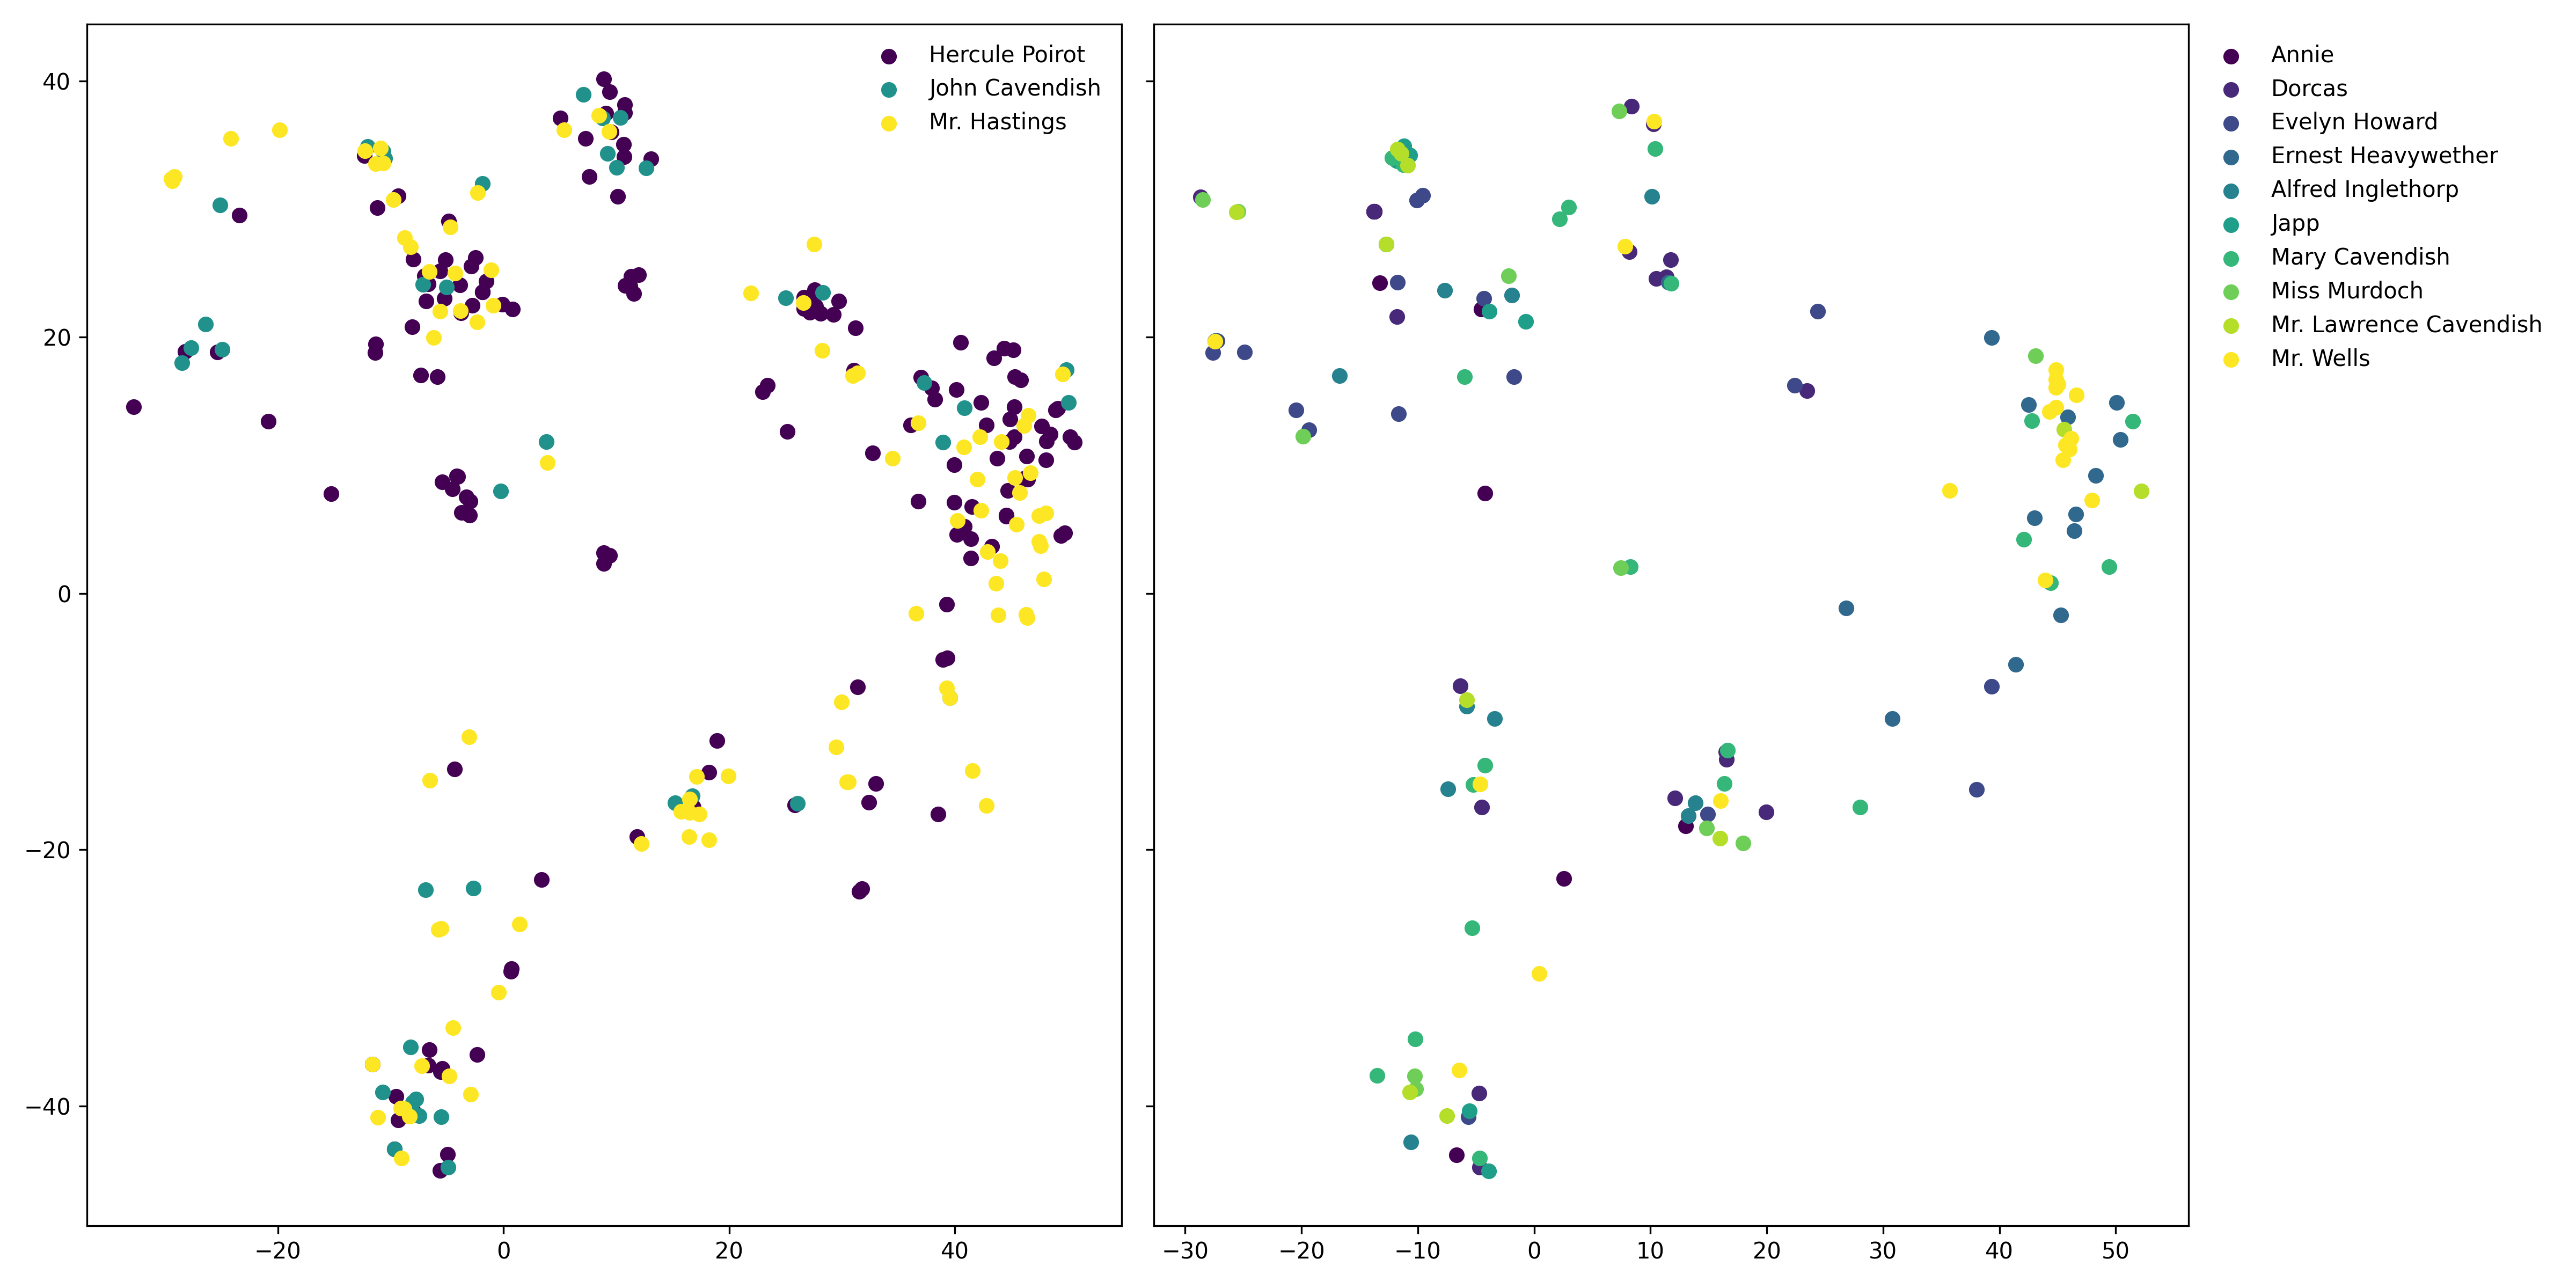 Hercule Poirot
John Cavendish
Mr. Hastings
Annie
Dorcas
Evelyn Howard
Ernest Heavywether
Alfred Inglethorp
Japp
Mary Cavendish
Miss Murdoch
Mr. Lawrence Cavendish
Mr. Wells
40
20
0
−20
−40
−20 0 20 40
−30 −20 −10 0 10 20 30 40 50